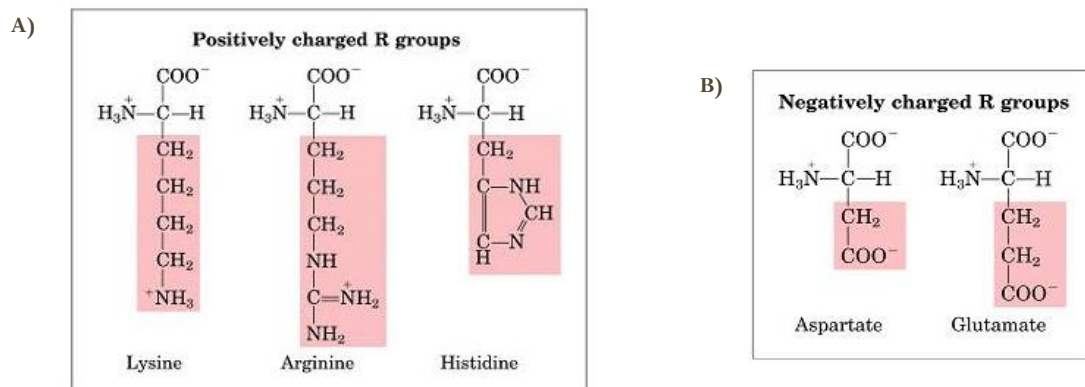 A)
Positively charged R groups
COO⁻ COO⁻ COO⁻
H₃N⁺—C—H H₃N⁺—C—H H₃N⁺—C—H
CH₂ CH₂ CH₂
CH₂ CH₂ C—NH
CH
CH₂ CH₂ C—N
H
CH₂ NH
⁺NH₃ C=N⁺H₂
NH₂
Lysine Arginine Histidine
B)
Negatively charged R groups
COO⁻ COO⁻
H₃N⁺—C—H H₃N⁺—C—H
CH₂ CH₂
COO⁻ CH₂
COO⁻
Aspartate Glutamate